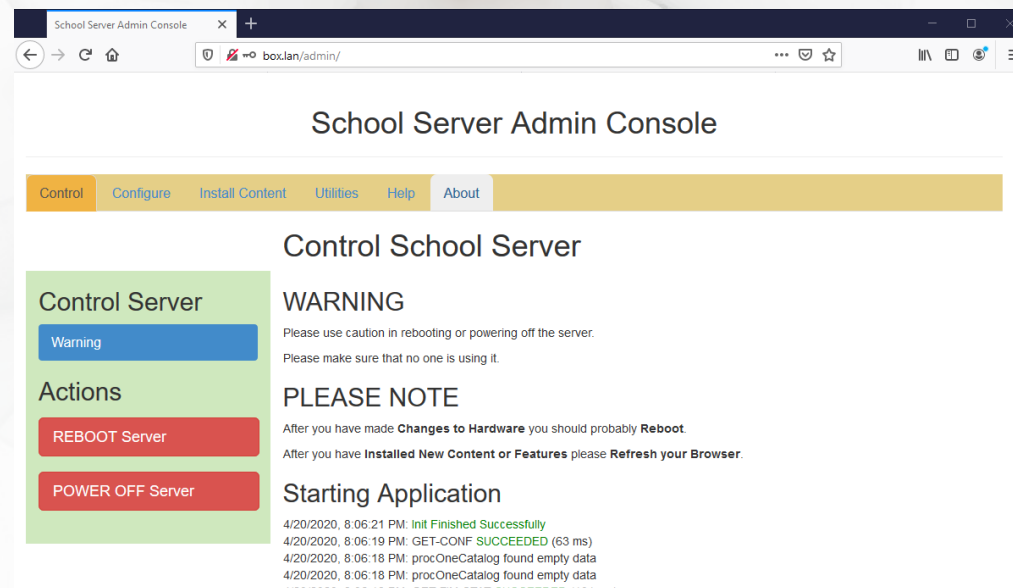 School Server Admin Console
box.lan/admin/
School Server Admin Console
Control Configure Install Content Utilities Help About
Control School Server
Control Server
Warning
Actions
REBOOT Server
POWER OFF Server
WARNING
Please use caution in rebooting or powering off the server.
Please make sure that no one is using it.
PLEASE NOTE
After you have made Changes to Hardware you should probably Reboot.
After you have Installed New Content or Features please Refresh your Browser.
Starting Application
4/20/2020, 8:06:21 PM: Init Finished Successfully
4/20/2020, 8:06:19 PM: GET-CONF SUCCEEDED (63 ms)
4/20/2020, 8:06:18 PM: procOneCatalog found empty data
4/20/2020, 8:06:18 PM: procOneCatalog found empty data